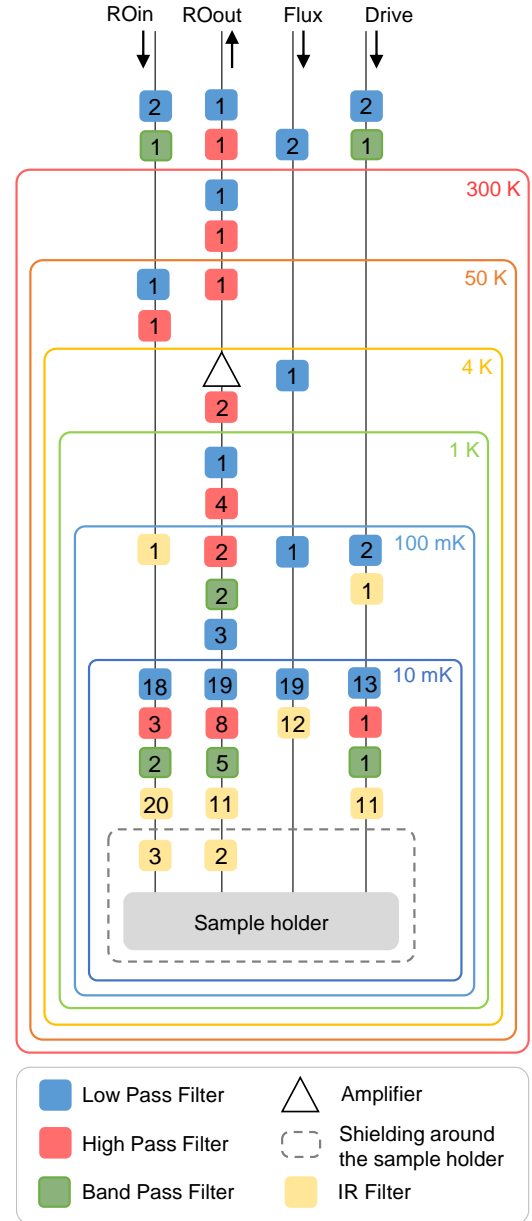 ROin ROout Flux Drive
2 1 2
1 1 2 1
300 K
1
1
50 K
1 1
1
4 K
1
2
1 K
1
4
100 mK
1 2 1 2
2 1
3
10 mK
18 19 19 13
3 8 12 1
2 5 1
20 11 11
3 2
Sample holder
Low Pass Filter Amplifier
High Pass Filter Shielding around
the sample holder
Band Pass Filter IR Filter